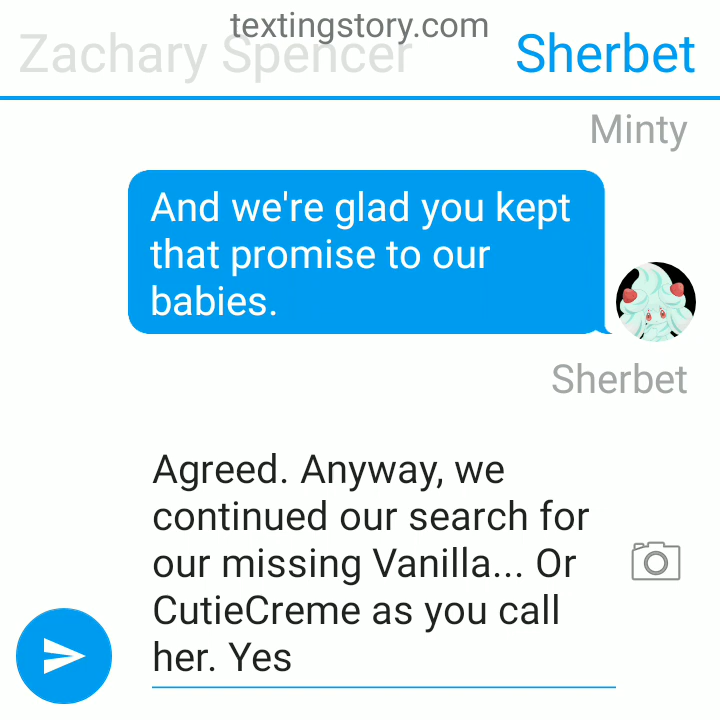 textingstory.com
Zachary Spencer
Sherbet
Minty
And we're glad you kept
that promise to our
babies.
Sherbet
Agreed. Anyway, we
continued our search for
our missing Vanilla... Or
CutieCreme as you call
her. Yes